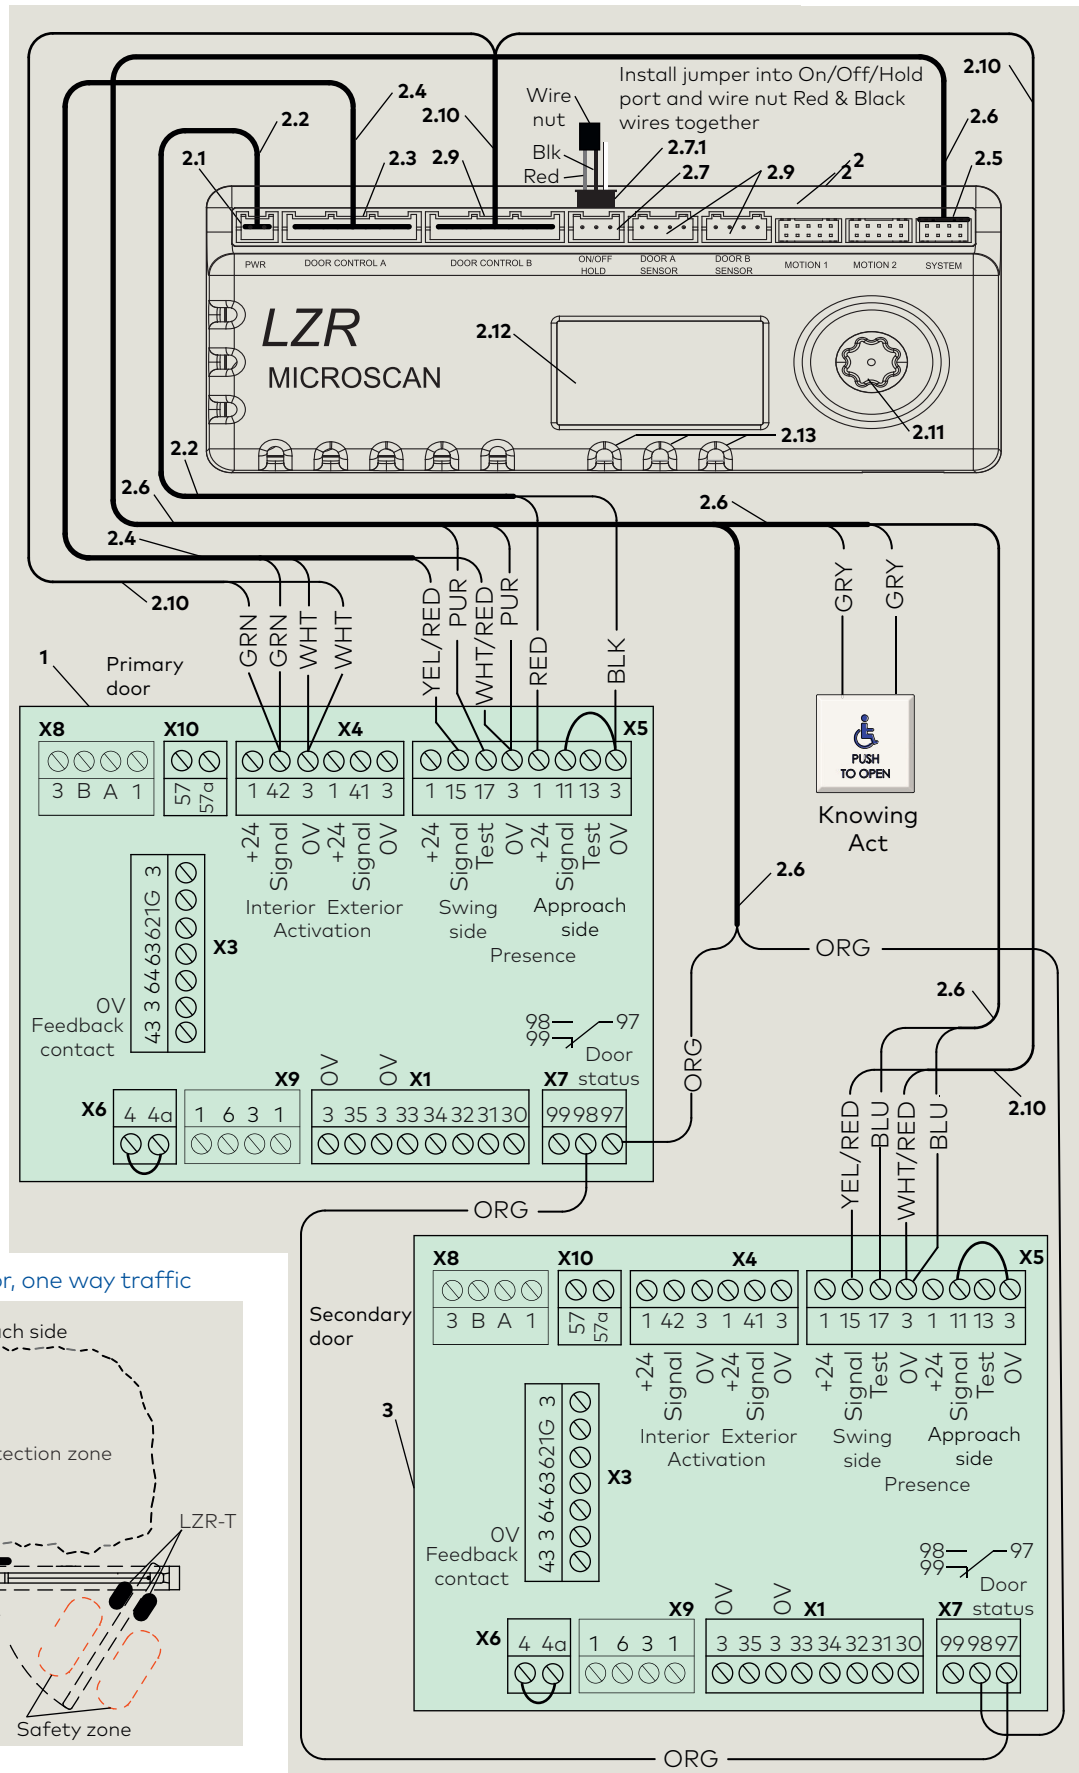 Install jumper into On/Off/Hold
port and wire nut Red & Black
wires together
Wire
nut
Blk
Red
2.10
2.4
2.10
2.6
2.2
2.1
2.3
2.9
2.7.1
2.7
2.9
2
2
2.5
PWR
DOOR CONTROL A
DOOR CONTROL B
ON/OFF
HOLD
DOOR A
SENSOR
DOOR B
SENSOR
MOTION 1
MOTION 2
SYSTEM
LZR
MICROSCAN
2.12
2.11
2.13
2.2
2.6
2.6
2.4
2.10
GRN
GRN
WHT
WHT
YEL/RED
PUR
WHT/RED
PUR
RED
BLK
GRY
GRY
PUSH
TO OPEN
Knowing
Act
1
Primary
door
X8
X10
X4
X5
3 B A 1
57
57a
1 42 3 1 41 3
1 15 17 3 1 11 13 3
+24
Signal
0V
+24
Signal
0V
+24
Signal
Test
0V
+24
Signal
Test
0V
Interior Exterior
Activation
Swing
side
Approach
side
Presence
43 3 64 63 62 1G 3
X3
0V
Feedback
contact
98
99
97
Door
status
X9
0V
0V
X1
X7
X6
4 4a
1 6 3 1
3 35 3 33 34 32 31 30
99 98 97
2.6
ORG
ORG
ORG
2.6
2.10
YEL/RED
BLU
WHT/RED
BLU
3
Secondary
door
X8
X10
X4
X5
3 B A 1
57
57a
1 42 3 1 41 3
1 15 17 3 1 11 13 3
+24
Signal
0V
+24
Signal
0V
+24
Signal
Test
0V
+24
Signal
Test
0V
Interior Exterior
Activation
Swing
side
Approach
side
Presence
43 3 64 63 62 1G 3
X3
0V
Feedback
contact
98
99
97
Door
status
X9
0V
0V
X1
X7
X6
4 4a
1 6 3 1
3 35 3 33 34 32 31 30
99 98 97
ORG
r, one way traffic
ch side
tection zone
LZR-T
Safety zone